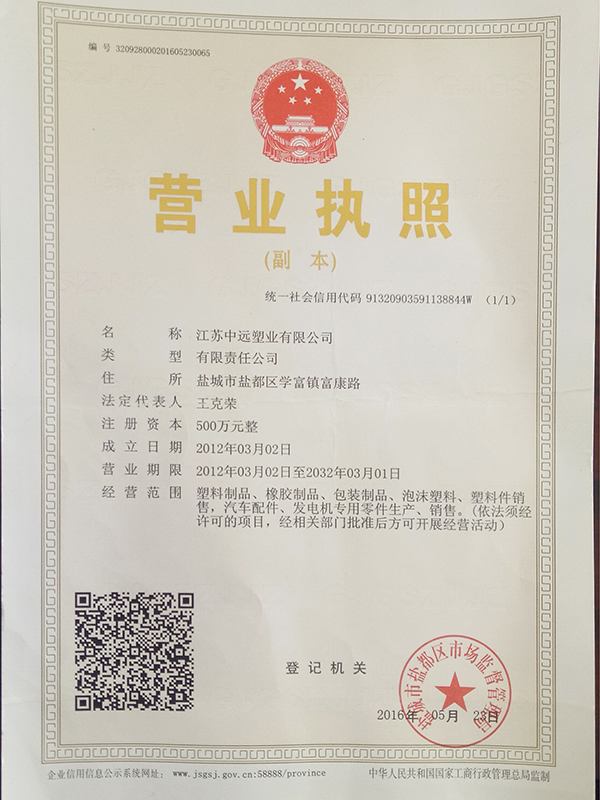 编 号 320928000201605230065
营业执照
(副 本)
统一社会信用代码 91320903591138844W (1/1)
名 称 江苏中远塑业有限公司
类 型 有限责任公司
住 所 盐城市盐都区学富镇富康路
法定代表人 王克荣
注册资本 500万元整
成立日期 2012年03月02日
营业期限 2012年03月02日至2032年03月01日
经营范围 塑料制品、橡胶制品、包装制品、泡沫塑料、塑料件销
售,汽车配件、发电机专用零件生产、销售。(依法须经
许可的项目,经相关部门批准后方可开展经营活动)
登记机关
盐城市盐都区市场监督管理局
2016年 05月 23日
企业信用信息公示系统网址: www.jsgsj.gov.cn:58888/province
中华人民共和国国家工商行政管理总局监制